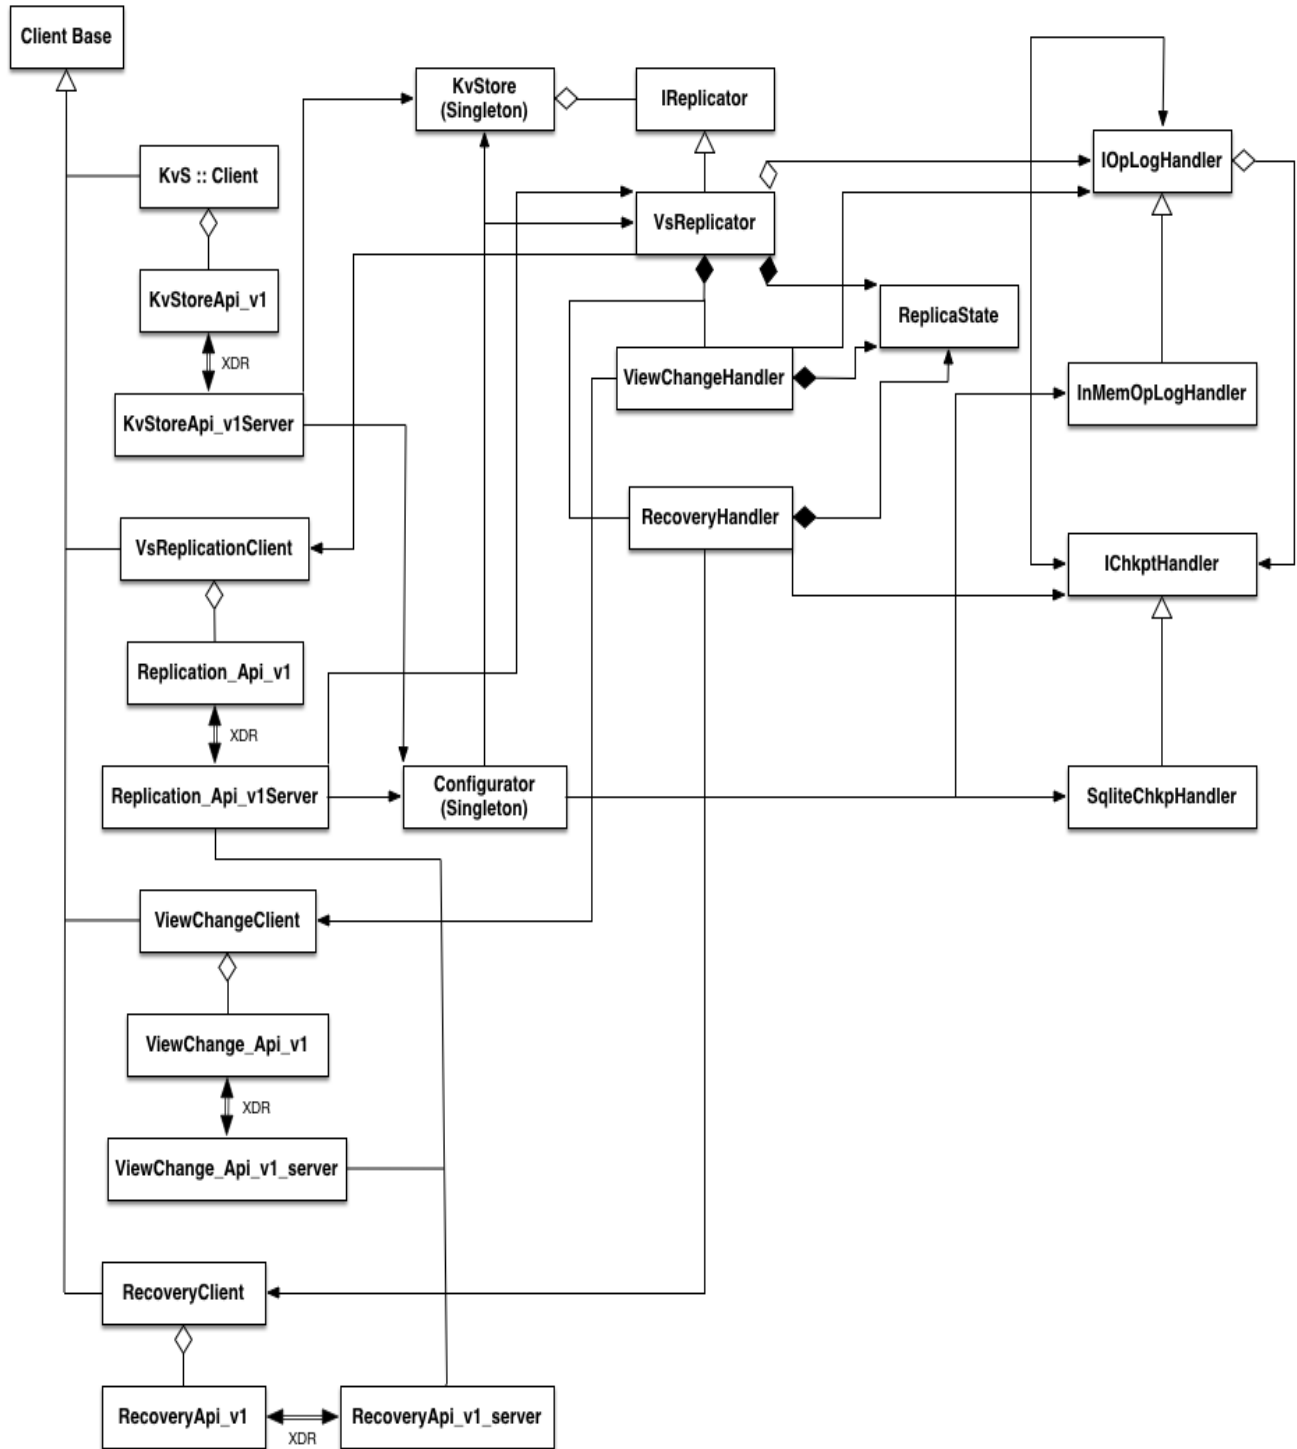 Client Base
KvStore
(Singleton)
IReplicator
IOpLogHandler
KvS :: Client
VsReplicator
KvStoreApi_v1
ReplicaState
XDR
ViewChangeHandler
InMemOpLogHandler
KvStoreApi_v1Server
RecoveryHandler
VsReplicationClient
IChkptHandler
Replication_Api_v1
XDR
Replication_Api_v1Server
Configurator
(Singleton)
SqliteChkpHandler
ViewChangeClient
ViewChange_Api_v1
XDR
ViewChange_Api_v1_server
RecoveryClient
RecoveryApi_v1
RecoveryApi_v1_server
XDR